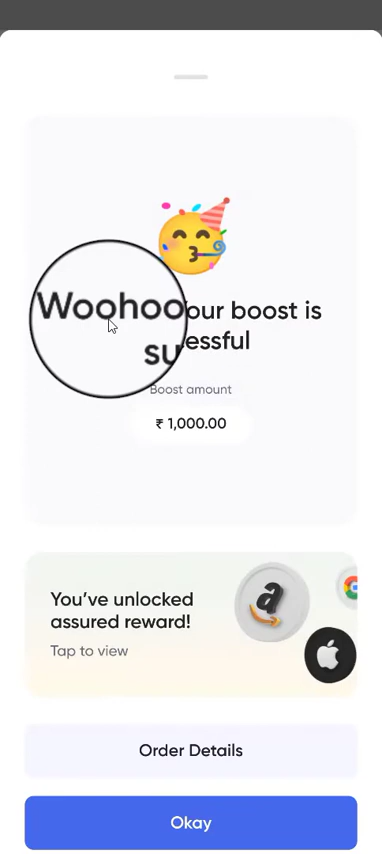 Woohoo our boost is
su essful
Boost amount
₹ 1,000.00
You've unlocked
assured reward!
Tap to view
Order Details
Okay